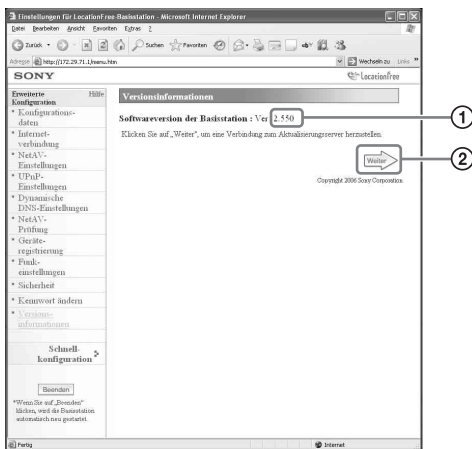 Einstellungen für LocationFree-Basisstation - Microsoft Internet Explorer
Datei Bearbeiten Ansicht Favoriten Extras ?
Zurück Suchen Favoriten
Adresse http://172.29.71.1/menu.htm Wechseln zu Links »
SONY LocationFree
Erweiterte Konfiguration Hilfe
* Konfigurations-
daten
* Internet-
verbindung
* NetAV-
Einstellungen
* UPnP-
Einstellungen
* Dynamische
DNS-Einstellungen
* NetAV-
Prüfung
* Geräte-
registrierung
* Funk-
einstellungen
* Sicherheit
* Kennwort ändern
* Versions-
informationen
Schnell-
konfiguration
Beenden
*Wenn Sie auf „Beenden"
klicken, wird die Basisstation
automatisch neu gestartet.
Versionsinformationen
Softwareversion der Basisstation : Ver 2.550
Klicken Sie auf „Weiter", um eine Verbindung zum Aktualisierungsserver herzustellen.
Weiter
Copyright 2006 Sony Corporation
1
2
Fertig Internet